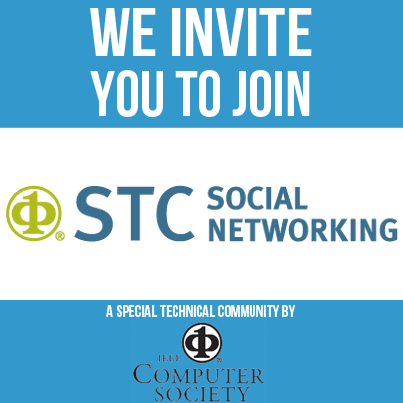 WE INVITE
YOU TO JOIN
STC SOCIAL
NETWORKING
®
A SPECIAL TECHNICAL COMMUNITY BY
IEEE
®
COMPUTER
SOCIETY